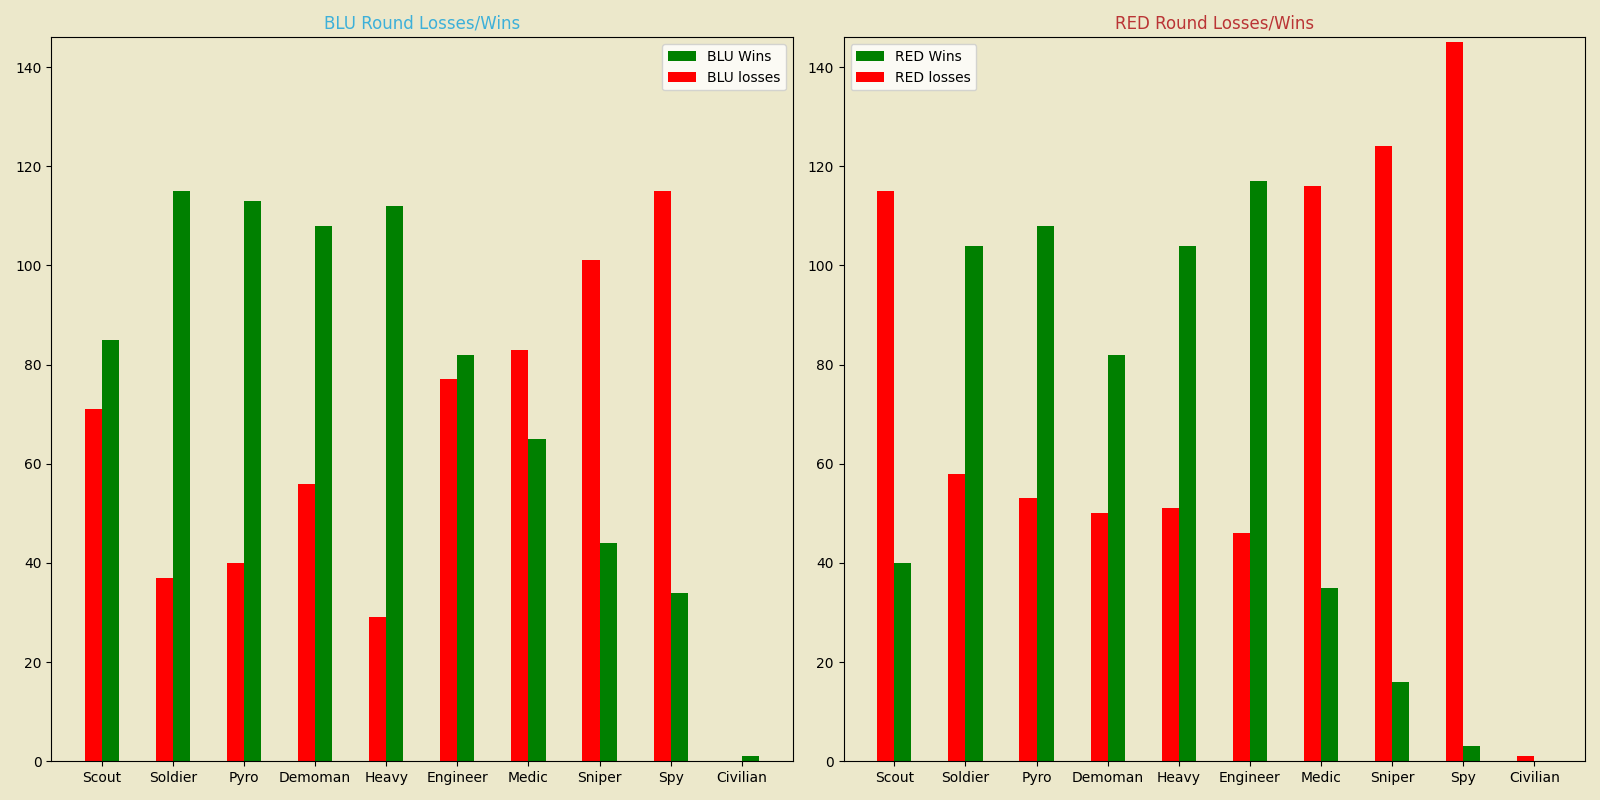 BLU Round Losses/Wins
BLU Wins
BLU losses
140
120
100
80
60
40
20
0
Scout Soldier Pyro Demoman Heavy Engineer Medic Sniper Spy Civilian
RED Round Losses/Wins
RED Wins
RED losses
140
120
100
80
60
40
20
0
Scout Soldier Pyro Demoman Heavy Engineer Medic Sniper Spy Civilian